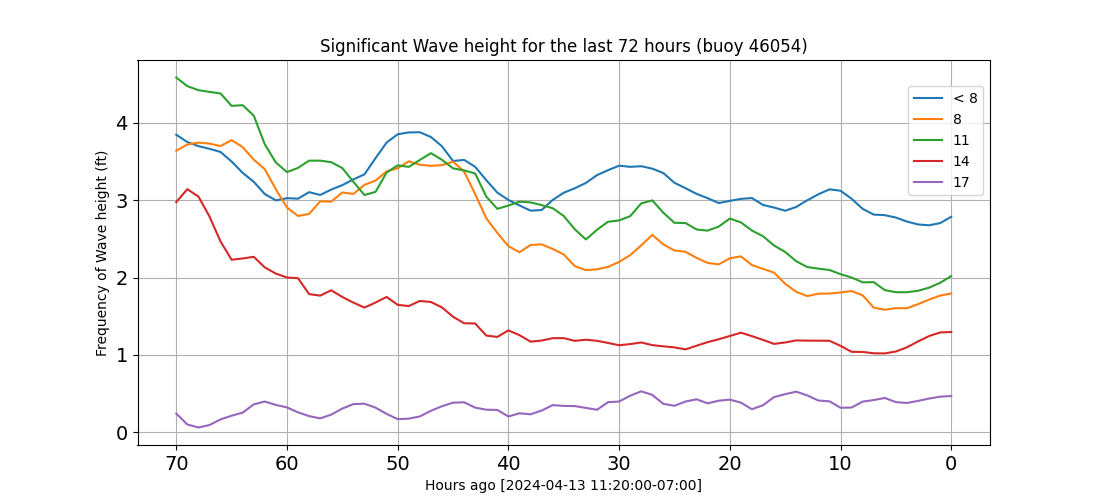 Significant Wave height for the last 72 hours (buoy 46054)
Frequency of Wave height (ft)
4
3
2
1
0
< 8
8
11
14
17
70 60 50 40 30 20 10 0
Hours ago [2024-04-13 11:20:00-07:00]